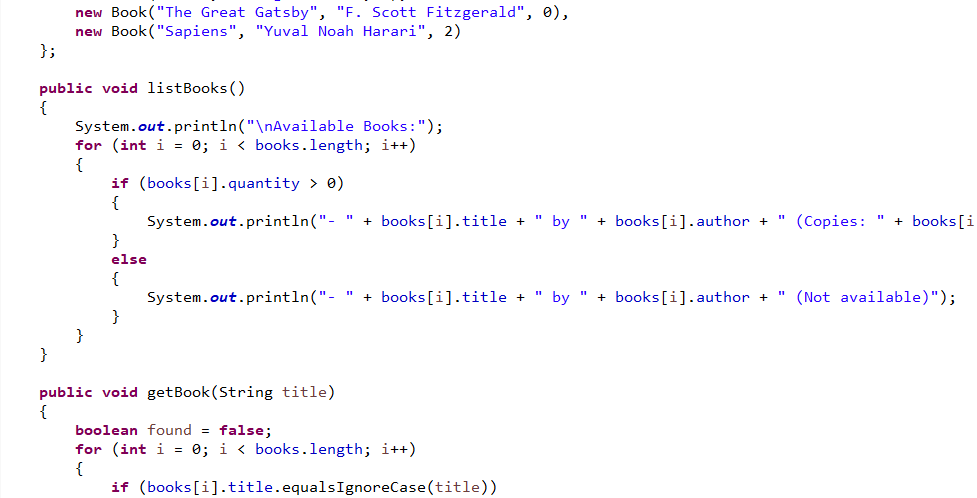 new Book("The Great Gatsby", "F. Scott Fitzgerald", 0),
new Book("Sapiens", "Yuval Noah Harari", 2)
};
public void listBooks()
{
System.out.println("\nAvailable Books:");
for (int i = 0; i < books.length; i++)
{
if (books[i].quantity > 0)
{
System.out.println("- " + books[i].title + " by " + books[i].author + " (Copies: " + books[i
}
else
{
System.out.println("- " + books[i].title + " by " + books[i].author + " (Not available)");
}
}
}
public void getBook(String title)
{
boolean found = false;
for (int i = 0; i < books.length; i++)
{
if (books[i].title.equalsIgnoreCase(title))